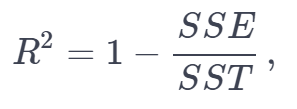 R² = 1 − SSE/SST ,